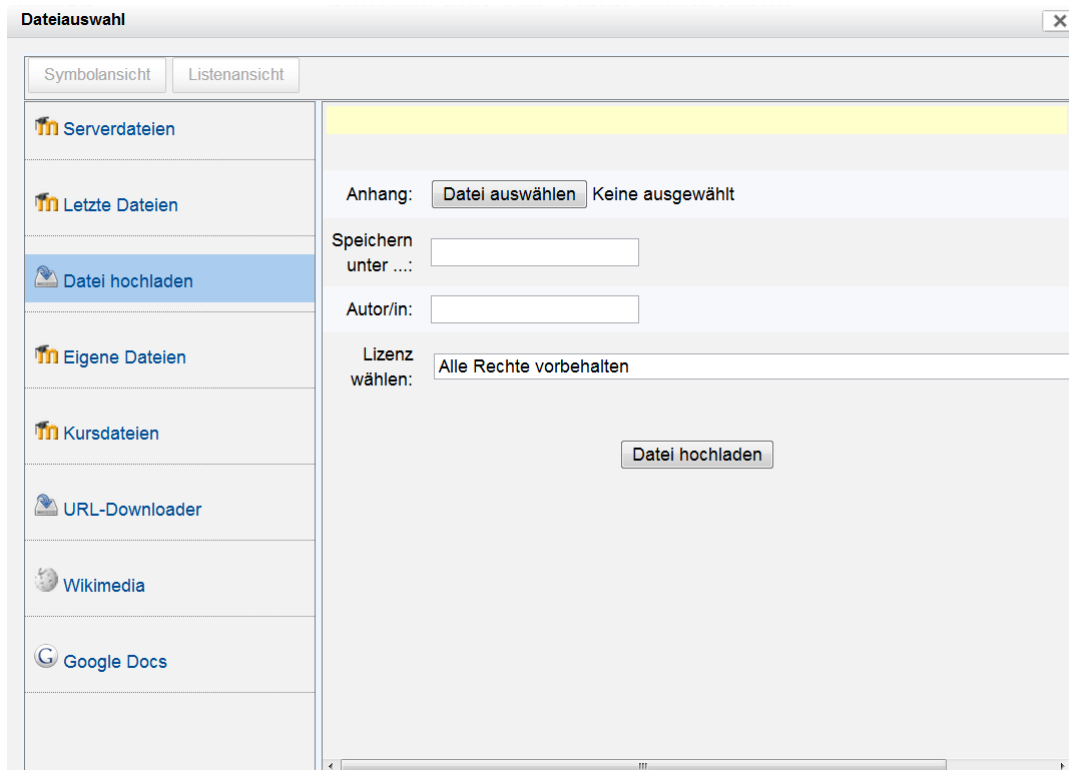 Dateiauswahl
Symbolansicht Listenansicht
Serverdateien
Letzte Dateien
Datei hochladen
Eigene Dateien
Kursdateien
URL-Downloader
Wikimedia
Google Docs
Anhang: Datei auswählen Keine ausgewählt
Speichern
unter ...:
Autor/in:
Lizenz
wählen:
Alle Rechte vorbehalten
Datei hochladen